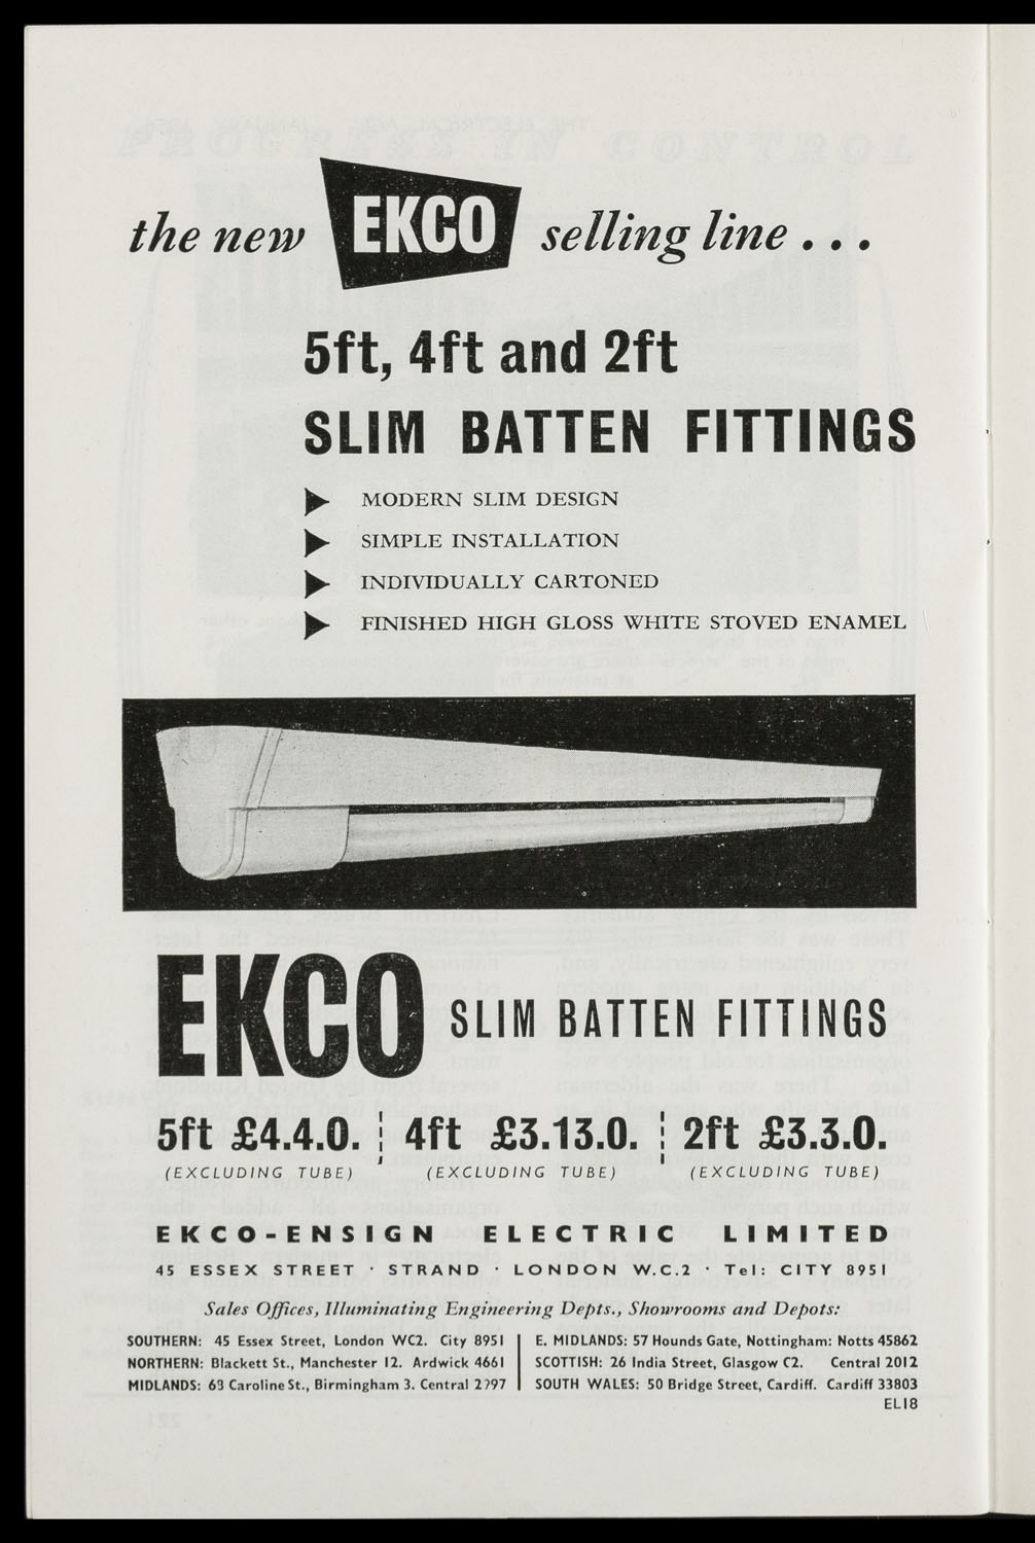 the new EKCO selling line . . .
5ft, 4ft and 2ft
SLIM BATTEN FITTINGS
MODERN SLIM DESIGN
SIMPLE INSTALLATION
INDIVIDUALLY CARTONED
FINISHED HIGH GLOSS WHITE STOVED ENAMEL
EKCO SLIM BATTEN FITTINGS
5ft £4.4.0. 4ft £3.13.0. 2ft £3.3.0.
(EXCLUDING TUBE) (EXCLUDING TUBE) (EXCLUDING TUBE)
EKCO-ENSIGN ELECTRIC LIMITED
45 ESSEX STREET · STRAND · LONDON W.C.2 · Tel: CITY 8951
Sales Offices, Illuminating Engineering Depts., Showrooms and Depots:
SOUTHERN: 45 Essex Street, London WC2. City 8951
NORTHERN: Blackett St., Manchester 12. Ardwick 4661
MIDLANDS: 68 Caroline St., Birmingham 3. Central 2997
E. MIDLANDS: 57 Hounds Gate, Nottingham: Notts 45862
SCOTTISH: 26 India Street, Glasgow C2. Central 2012
SOUTH WALES: 50 Bridge Street, Cardiff. Cardiff 33803
EL18